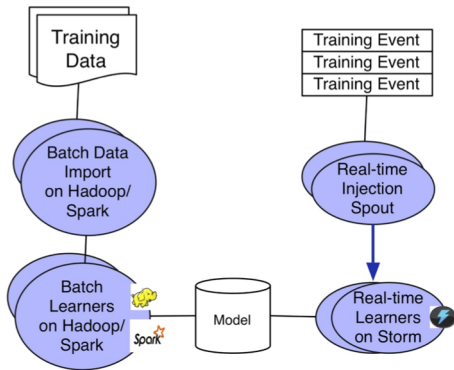 Training
Data
Training Event
Training Event
Training Event
Batch Data
Import
on Hadoop/
Spark
Real-time
Injection
Spout
Batch
Learners
on Hadoop/
Spark
Spark
Model
Real-time
Learners
on Storm